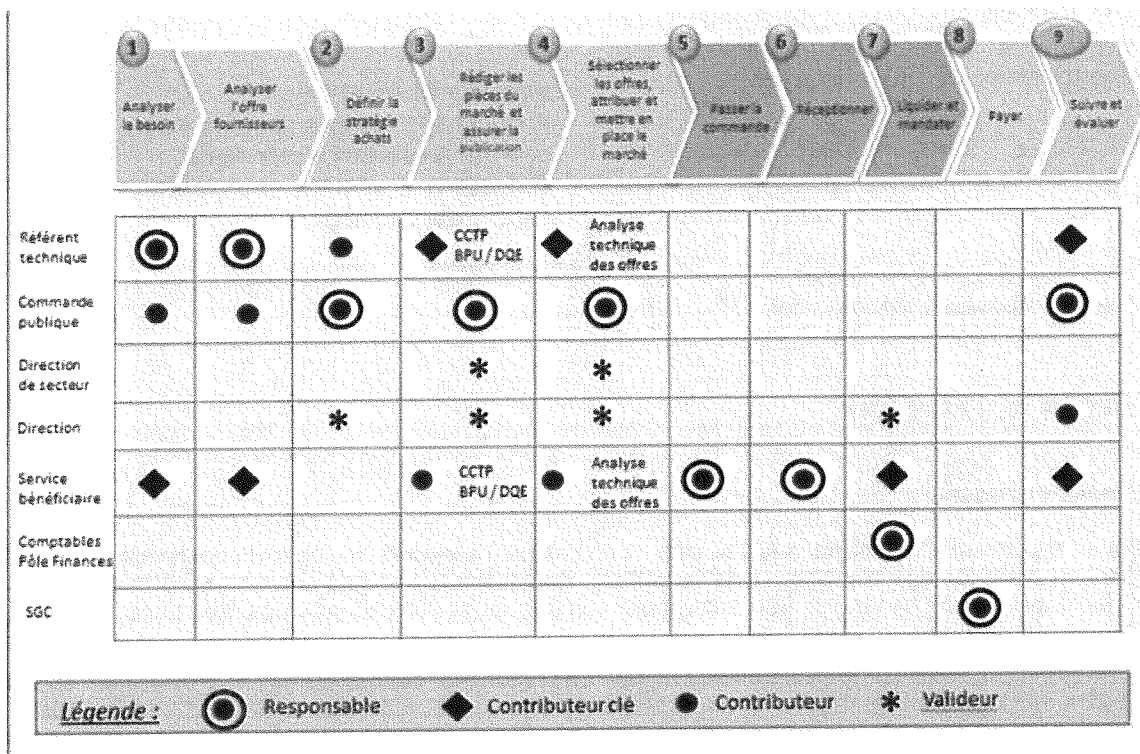 1
2
3
4
5
6
7
8
9
Analyser
le besoin
Analyser
l'offre
fournisseurs
Définir la
stratégie
achats
Rédiger les
pièces du
marché et
assurer la
publication
Sélectionner
les offres,
attribuer et
mettre en
place le
marché
Passer la
commande
Réceptionner
Liquider et
mandater
Payer
Suivre et
évaluer
Référent
technique
CCTP
BPU / DQE
Analyse
technique
des offres
Commande
publique
Direction
de secteur
Direction
Service
bénéficiaire
CCTP
BPU / DQE
Analyse
technique
des offres
Comptables
Pôle Finances
SGC
Légende : Responsable Contributeur clé Contributeur Valideur